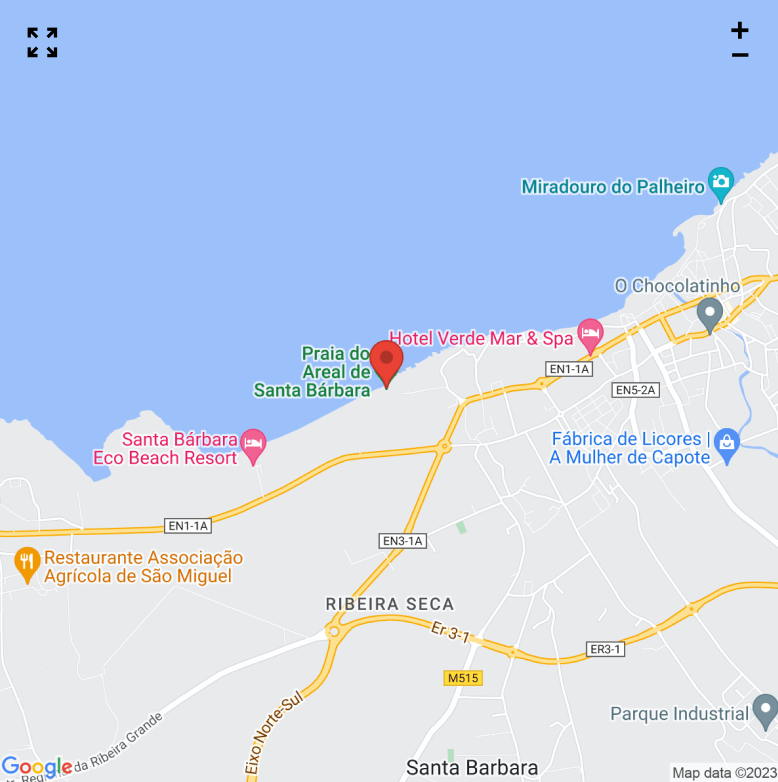 Miradouro do Palheiro
O Chocolatinho
Hotel Verde Mar & Spa
Praia do
Areal de
Santa Bárbara
EN1-1A
EN5-2A
Santa Bárbara
Eco Beach Resort
Fábrica de Licores |
A Mulher de Capote
EN1-1A
EN3-1A
Restaurante Associação
Agrícola de São Miguel
RIBEIRA SECA
Er 3-1
ER3-1
M515
Eixo Norte-Sul
Parque Industrial
da Ribeira Grande
Santa Barbara
Google
Map data ©2023